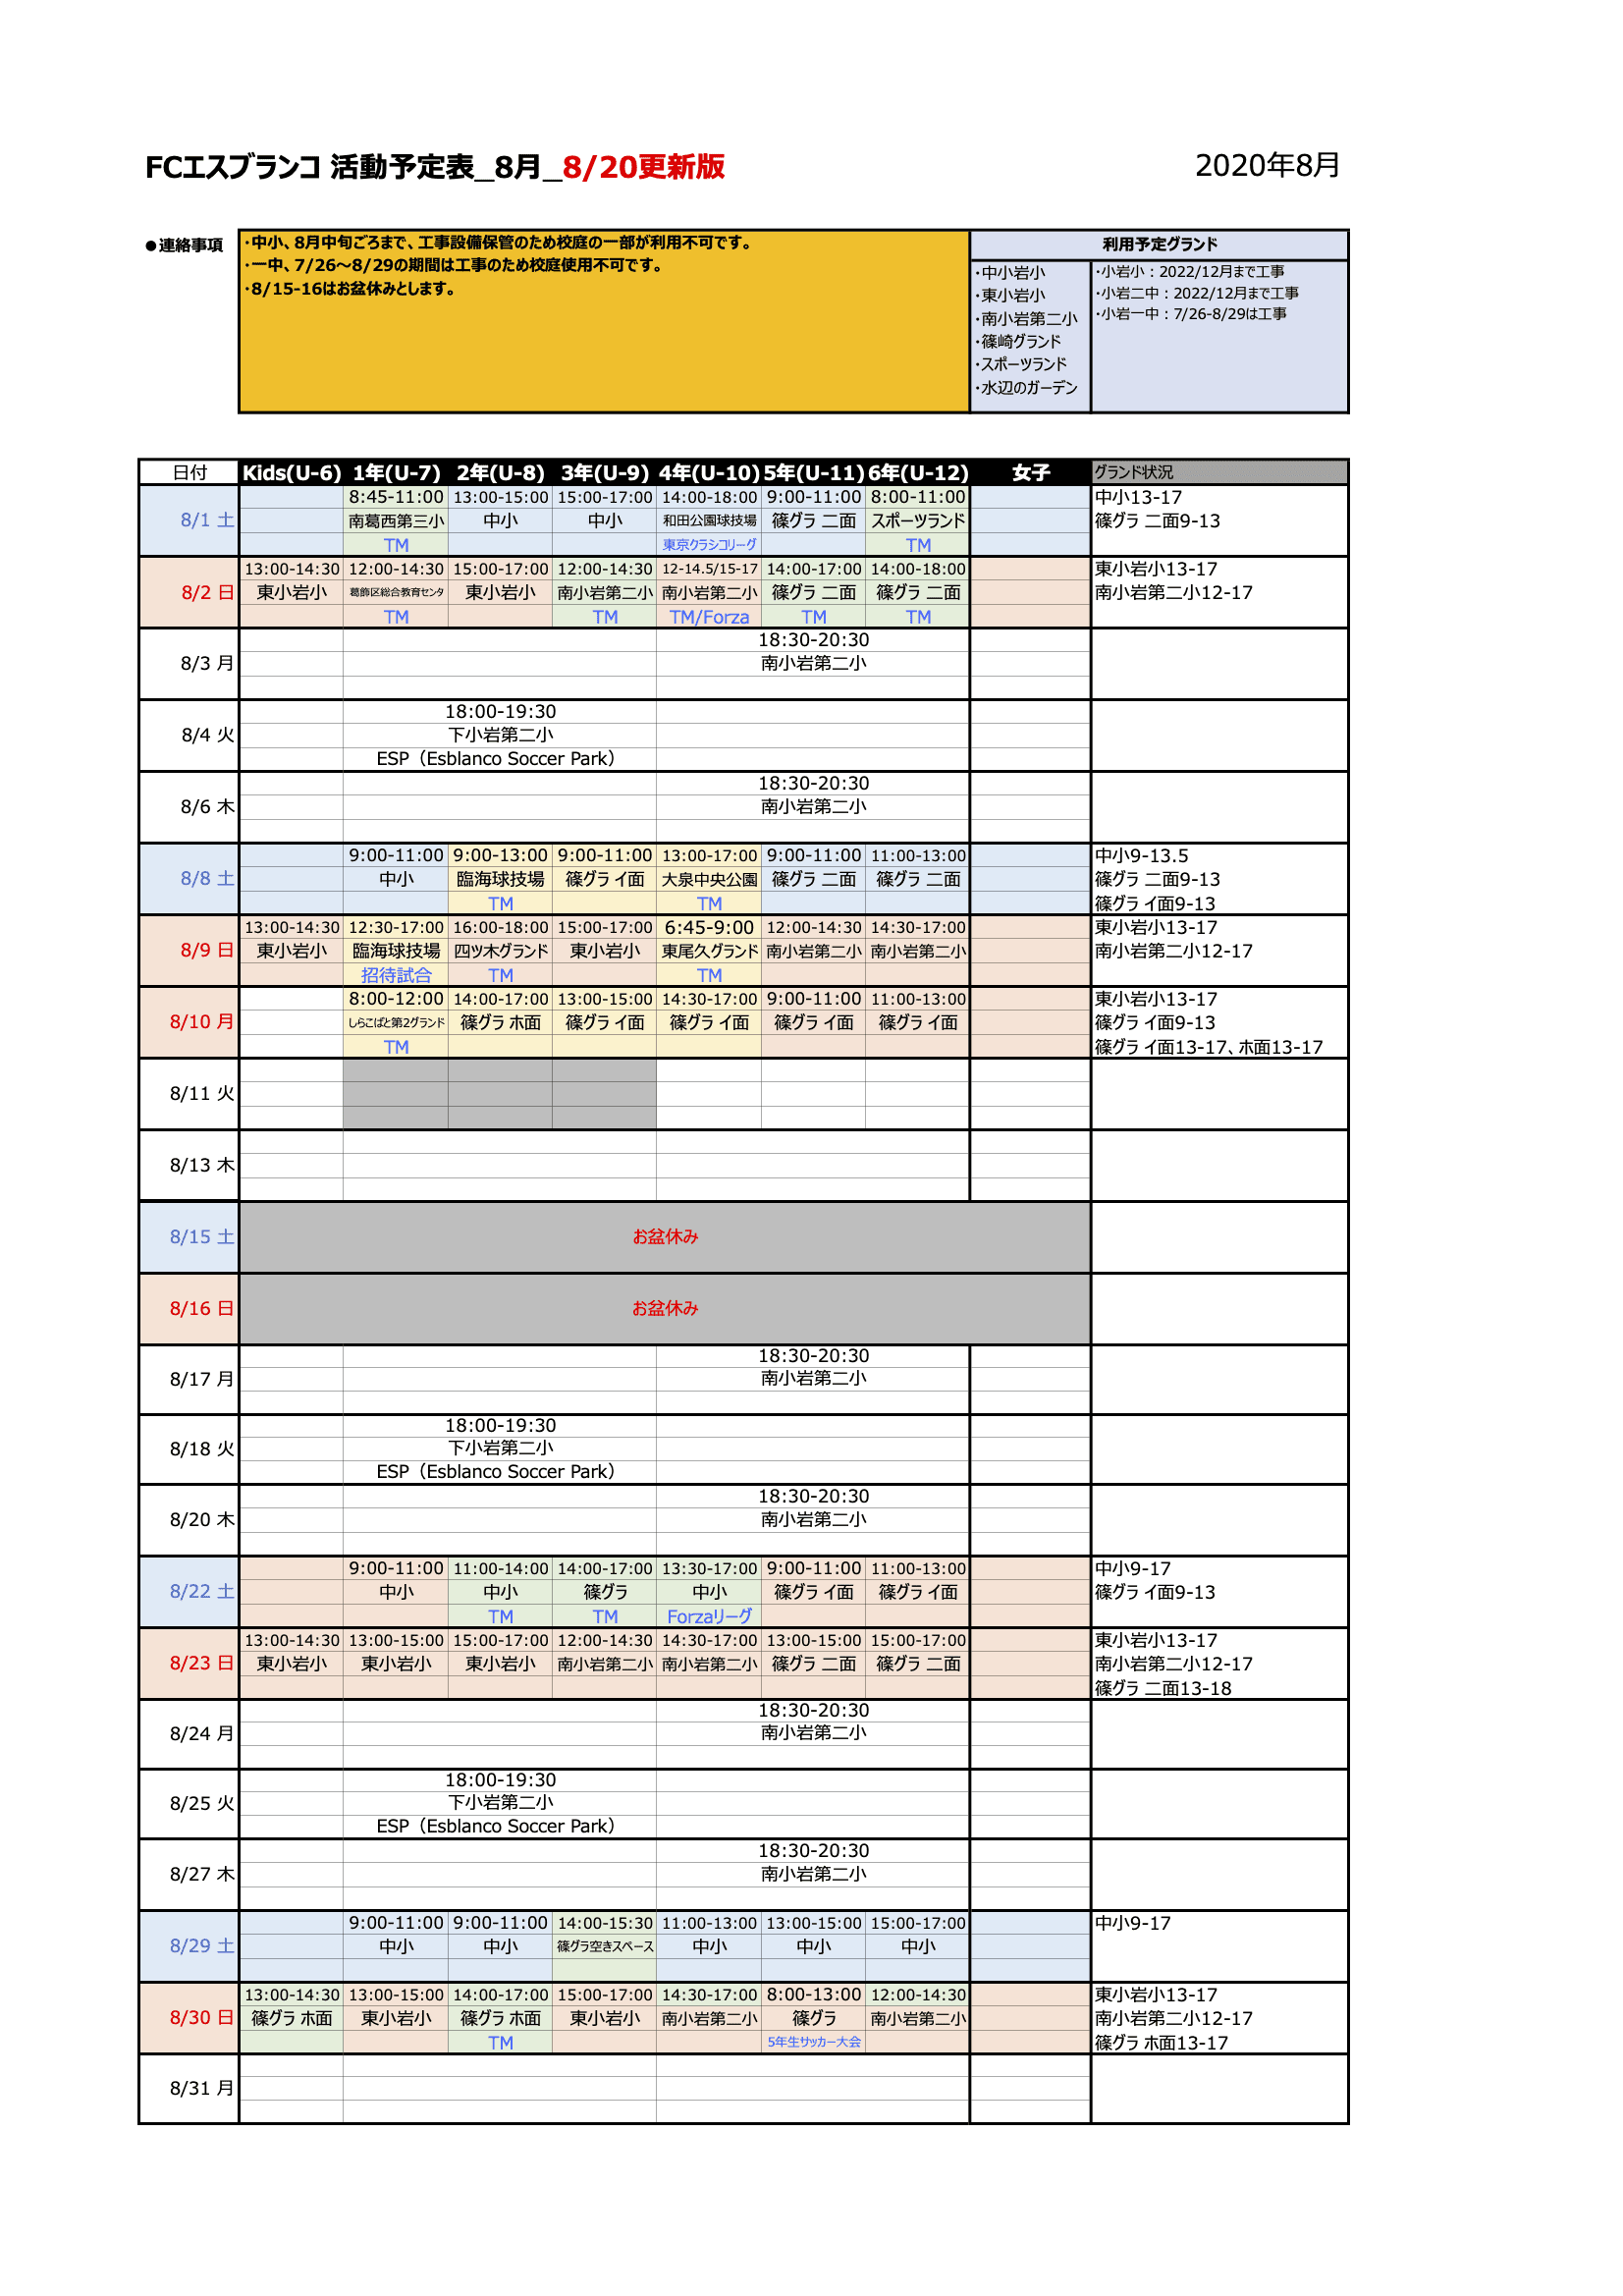 FCエスブランコ 活動予定表_8月_8/20更新版 2020年8月
●連絡事項
・中小、8月中旬ごろまで、工事設備保管のため校庭の一部が利用不可です。
・一中、7/26～8/29の期間は工事のため校庭使用不可です。
・8/15-16はお盆休みとします。
利用予定グランド
・中小岩小
・東小岩小
・南小岩第二小
・篠崎グランド
・スポーツランド
・水辺のガーデン
・小岩小：2022/12月まで工事
・小岩二中：2022/12月まで工事
・小岩一中：7/26-8/29は工事
日付 Kids(U-6) 1年(U-7) 2年(U-8) 3年(U-9) 4年(U-10) 5年(U-11) 6年(U-12) 女子 グランド状況
8/1 土
8:45-11:00 13:00-15:00 15:00-17:00 14:00-18:00 9:00-11:00 8:00-11:00 中小13-17
南葛西第三小 中小 中小 和田公園球技場 篠グラ 二面 スポーツランド 篠グラ 二面9-13
TM 東京クラシコリーグ TM
8/2 日
13:00-14:30 12:00-14:30 15:00-17:00 12:00-14:30 12-14.5/15-17 14:00-17:00 14:00-18:00 東小岩小13-17
東小岩小 葛飾区総合教育センタ 東小岩小 南小岩第二小 南小岩第二小 篠グラ 二面 篠グラ 二面 南小岩第二小12-17
TM TM TM/Forza TM TM
8/3 月
18:30-20:30
南小岩第二小
8/4 火
18:00-19:30
下小岩第二小
ESP（Esblanco Soccer Park）
8/6 木
18:30-20:30
南小岩第二小
8/8 土
9:00-11:00 9:00-13:00 9:00-11:00 13:00-17:00 9:00-11:00 11:00-13:00 中小9-13.5
中小 臨海球技場 篠グラ イ面 大泉中央公園 篠グラ 二面 篠グラ 二面 篠グラ 二面9-13
TM TM 篠グラ イ面9-13
8/9 日
13:00-14:30 12:30-17:00 16:00-18:00 15:00-17:00 6:45-9:00 12:00-14:30 14:30-17:00 東小岩小13-17
東小岩小 臨海球技場 四ツ木グランド 東小岩小 東尾久グランド 南小岩第二小 南小岩第二小 南小岩第二小12-17
招待試合 TM TM
8/10 月
8:00-12:00 14:00-17:00 13:00-15:00 14:30-17:00 9:00-11:00 11:00-13:00 東小岩小13-17
しらこばと第2グランド 篠グラ ホ面 篠グラ イ面 篠グラ イ面 篠グラ イ面 篠グラ イ面 篠グラ イ面9-13
TM 篠グラ イ面13-17、ホ面13-17
8/11 火
8/13 木
8/15 土 お盆休み
8/16 日 お盆休み
8/17 月
18:30-20:30
南小岩第二小
8/18 火
18:00-19:30
下小岩第二小
ESP（Esblanco Soccer Park）
8/20 木
18:30-20:30
南小岩第二小
8/22 土
9:00-11:00 11:00-14:00 14:00-17:00 13:30-17:00 9:00-11:00 11:00-13:00 中小9-17
中小 中小 篠グラ 中小 篠グラ イ面 篠グラ イ面 篠グラ イ面9-13
TM TM Forzaリーグ
8/23 日
13:00-14:30 13:00-15:00 15:00-17:00 12:00-14:30 14:30-17:00 13:00-15:00 15:00-17:00 東小岩小13-17
東小岩小 東小岩小 東小岩小 南小岩第二小 南小岩第二小 篠グラ 二面 篠グラ 二面 南小岩第二小12-17
篠グラ 二面13-18
8/24 月
18:30-20:30
南小岩第二小
8/25 火
18:00-19:30
下小岩第二小
ESP（Esblanco Soccer Park）
8/27 木
18:30-20:30
南小岩第二小
8/29 土
9:00-11:00 9:00-11:00 14:00-15:30 11:00-13:00 13:00-15:00 15:00-17:00 中小9-17
中小 中小 篠グラ空きスペース 中小 中小 中小
8/30 日
13:00-14:30 13:00-15:00 14:00-17:00 15:00-17:00 14:30-17:00 8:00-13:00 12:00-14:30 東小岩小13-17
篠グラ ホ面 東小岩小 篠グラ ホ面 東小岩小 南小岩第二小 篠グラ 南小岩第二小 南小岩第二小12-17
TM 5年生サッカー大会 篠グラ ホ面13-17
8/31 月